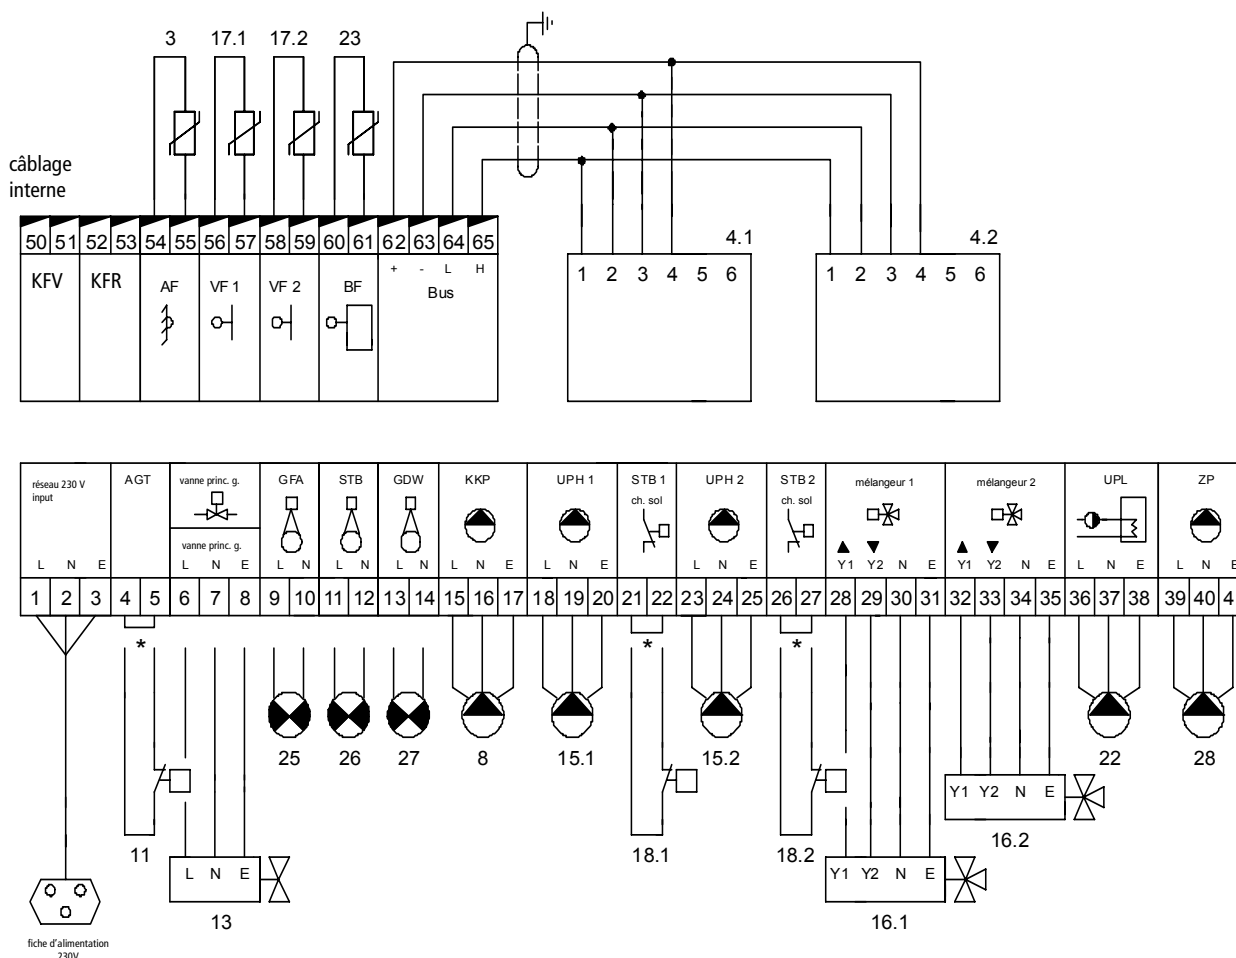 3 17.1 17.2 23
câblage
interne
50 51 52 53 54 55 56 57 58 59 60 61 62 63 64 65
KFV KFR AF VF 1 VF 2 BF + - L H
Bus
4.1
1 2 3 4 5 6
4.2
1 2 3 4 5 6
réseau 230 V
input
AGT
vanne princ. g.
vanne princ. g.
GFA STB GDW KKP UPH 1
STB 1
ch. sol
UPH 2
STB 2
ch. sol
mélangeur 1
mélangeur 2
UPL ZP
L N E L N E L N L N L N L N E L N E L N E Y1 Y2 N E Y1 Y2 N E L N E L N E
1 2 3 4 5 6 7 8 9 10 11 12 13 14 15 16 17 18 19 20 21 22 23 24 25 26 27 28 29 30 31 32 33 34 35 36 37 38 39 40 4
* * *
25 26 27 8 15.1 15.2 22 28
Y1 Y2 N E
16.2
11 18.1 18.2
L N E
13
Y1 Y2 N E
16.1
fiche d'alimentation
230V